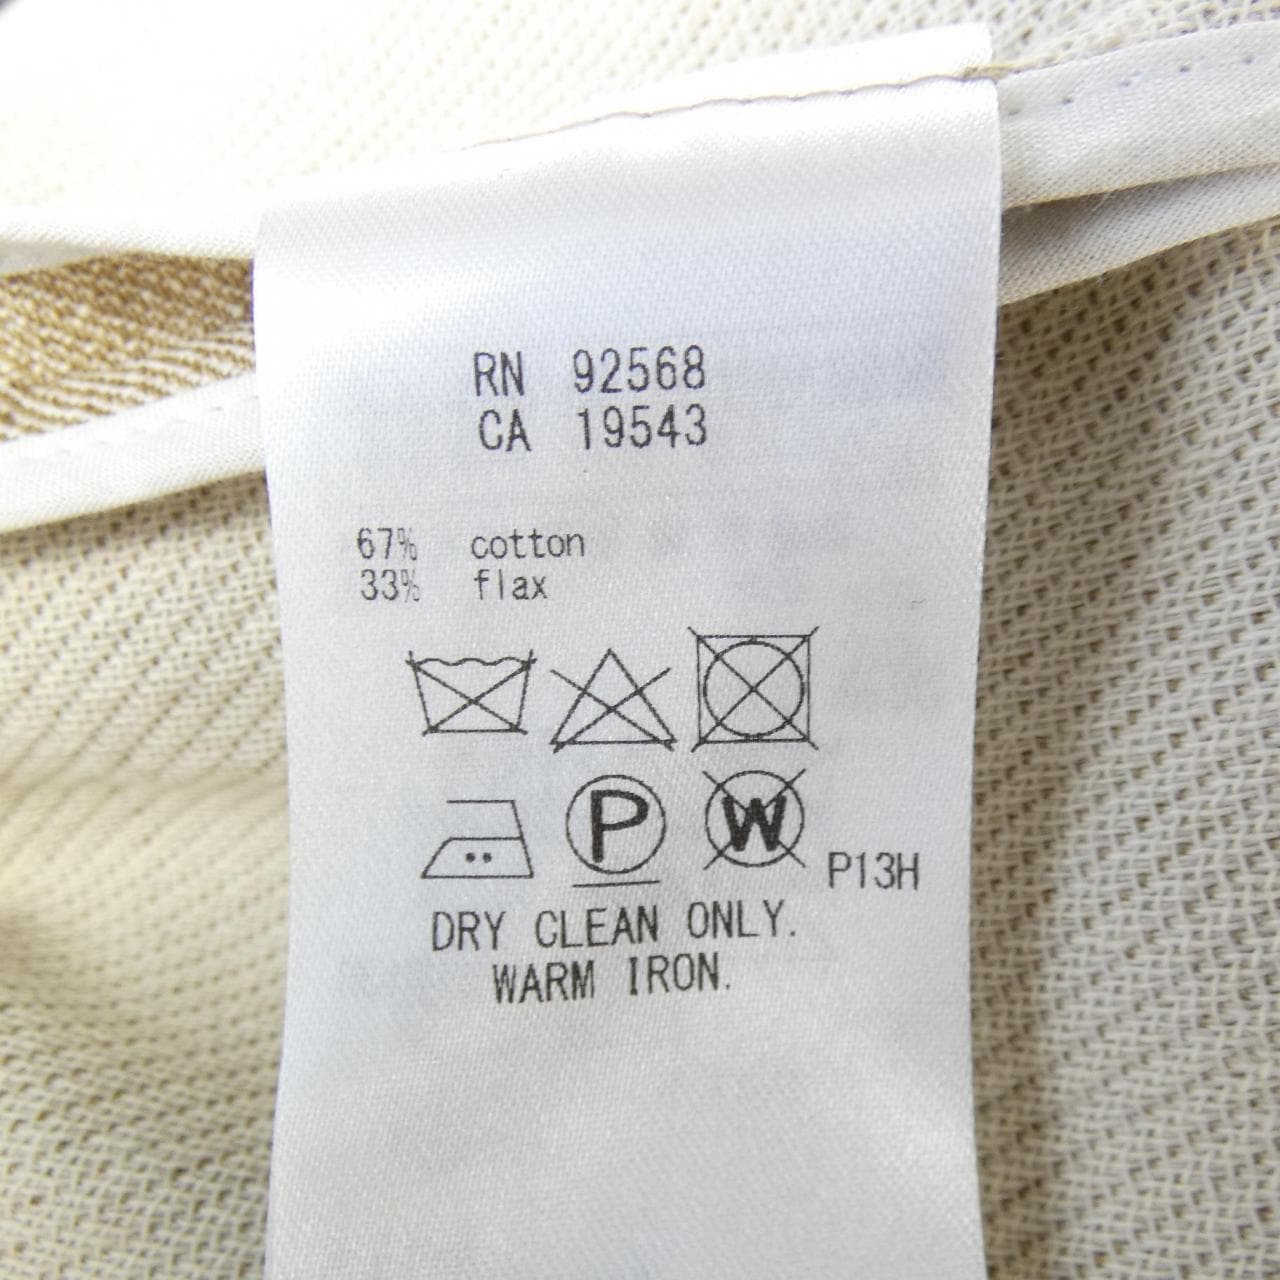 RN 92568
CA 19543
67% cotton
33% flax
P W P13H
DRY CLEAN ONLY.
WARM IRON.